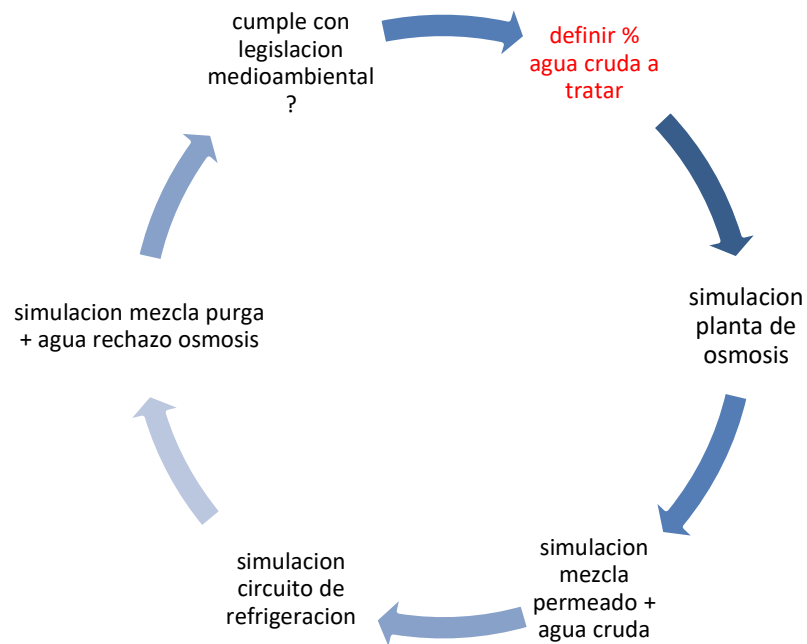 cumple con
legislacion
medioambiental
?
definir %
agua cruda a
tratar
simulacion
planta de
osmosis
simulacion
mezcla
permeado +
agua cruda
simulacion
circuito de
refrigeracion
simulacion mezcla purga
+ agua rechazo osmosis